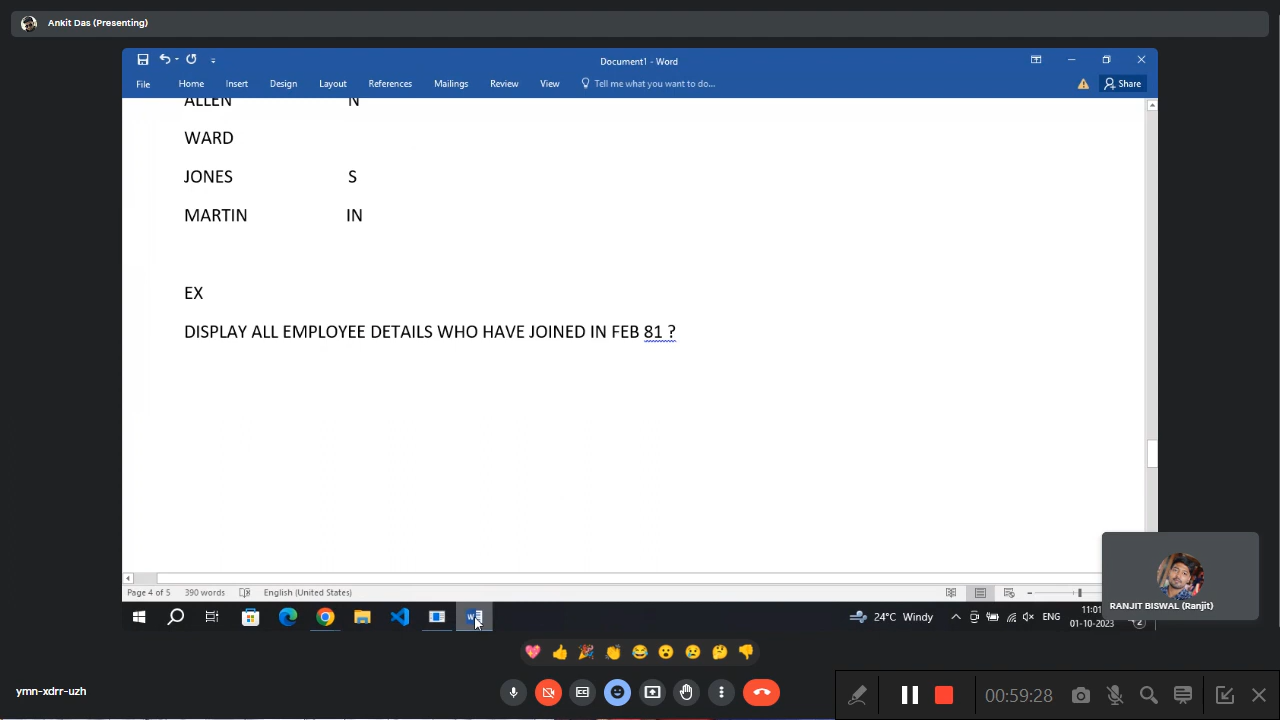 Ankit Das (Presenting)
Document1 - Word
File Home Insert Design Layout References Mailings Review View Tell me what you want to do... Share
ALLEN N
WARD
JONES S
MARTIN IN
EX
DISPLAY ALL EMPLOYEE DETAILS WHO HAVE JOINED IN FEB 81 ?
Page 4 of 5 390 words English (United States)
24°C Windy ENG 11:01
01-10-2023
RANJIT BISWAL (Ranjit)
ymn-xdrr-uzh
00:59:28